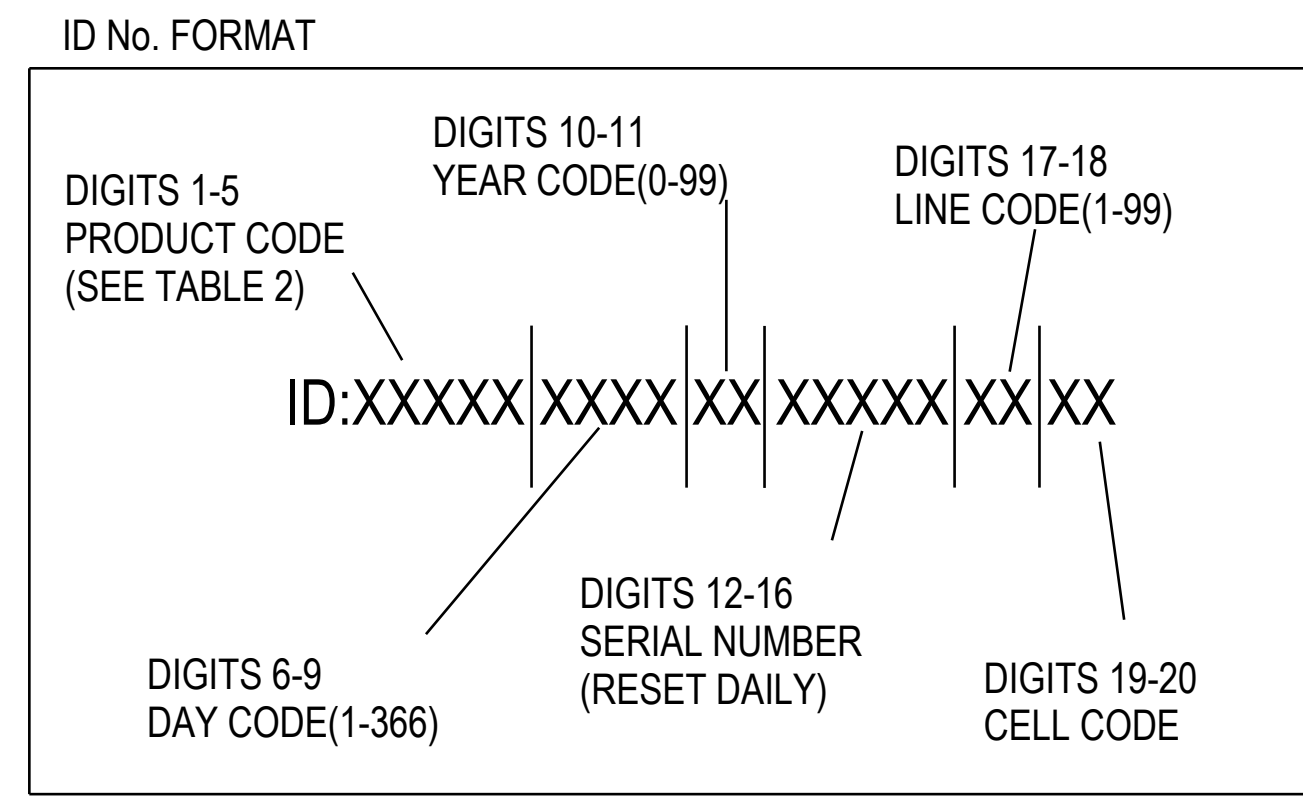 ID No. FORMAT
DIGITS 1-5
PRODUCT CODE
(SEE TABLE 2)
DIGITS 10-11
YEAR CODE(0-99)
DIGITS 17-18
LINE CODE(1-99)
ID:XXXXX XXXX XX XXXXX XX XX
DIGITS 6-9
DAY CODE(1-366)
DIGITS 12-16
SERIAL NUMBER
(RESET DAILY)
DIGITS 19-20
CELL CODE